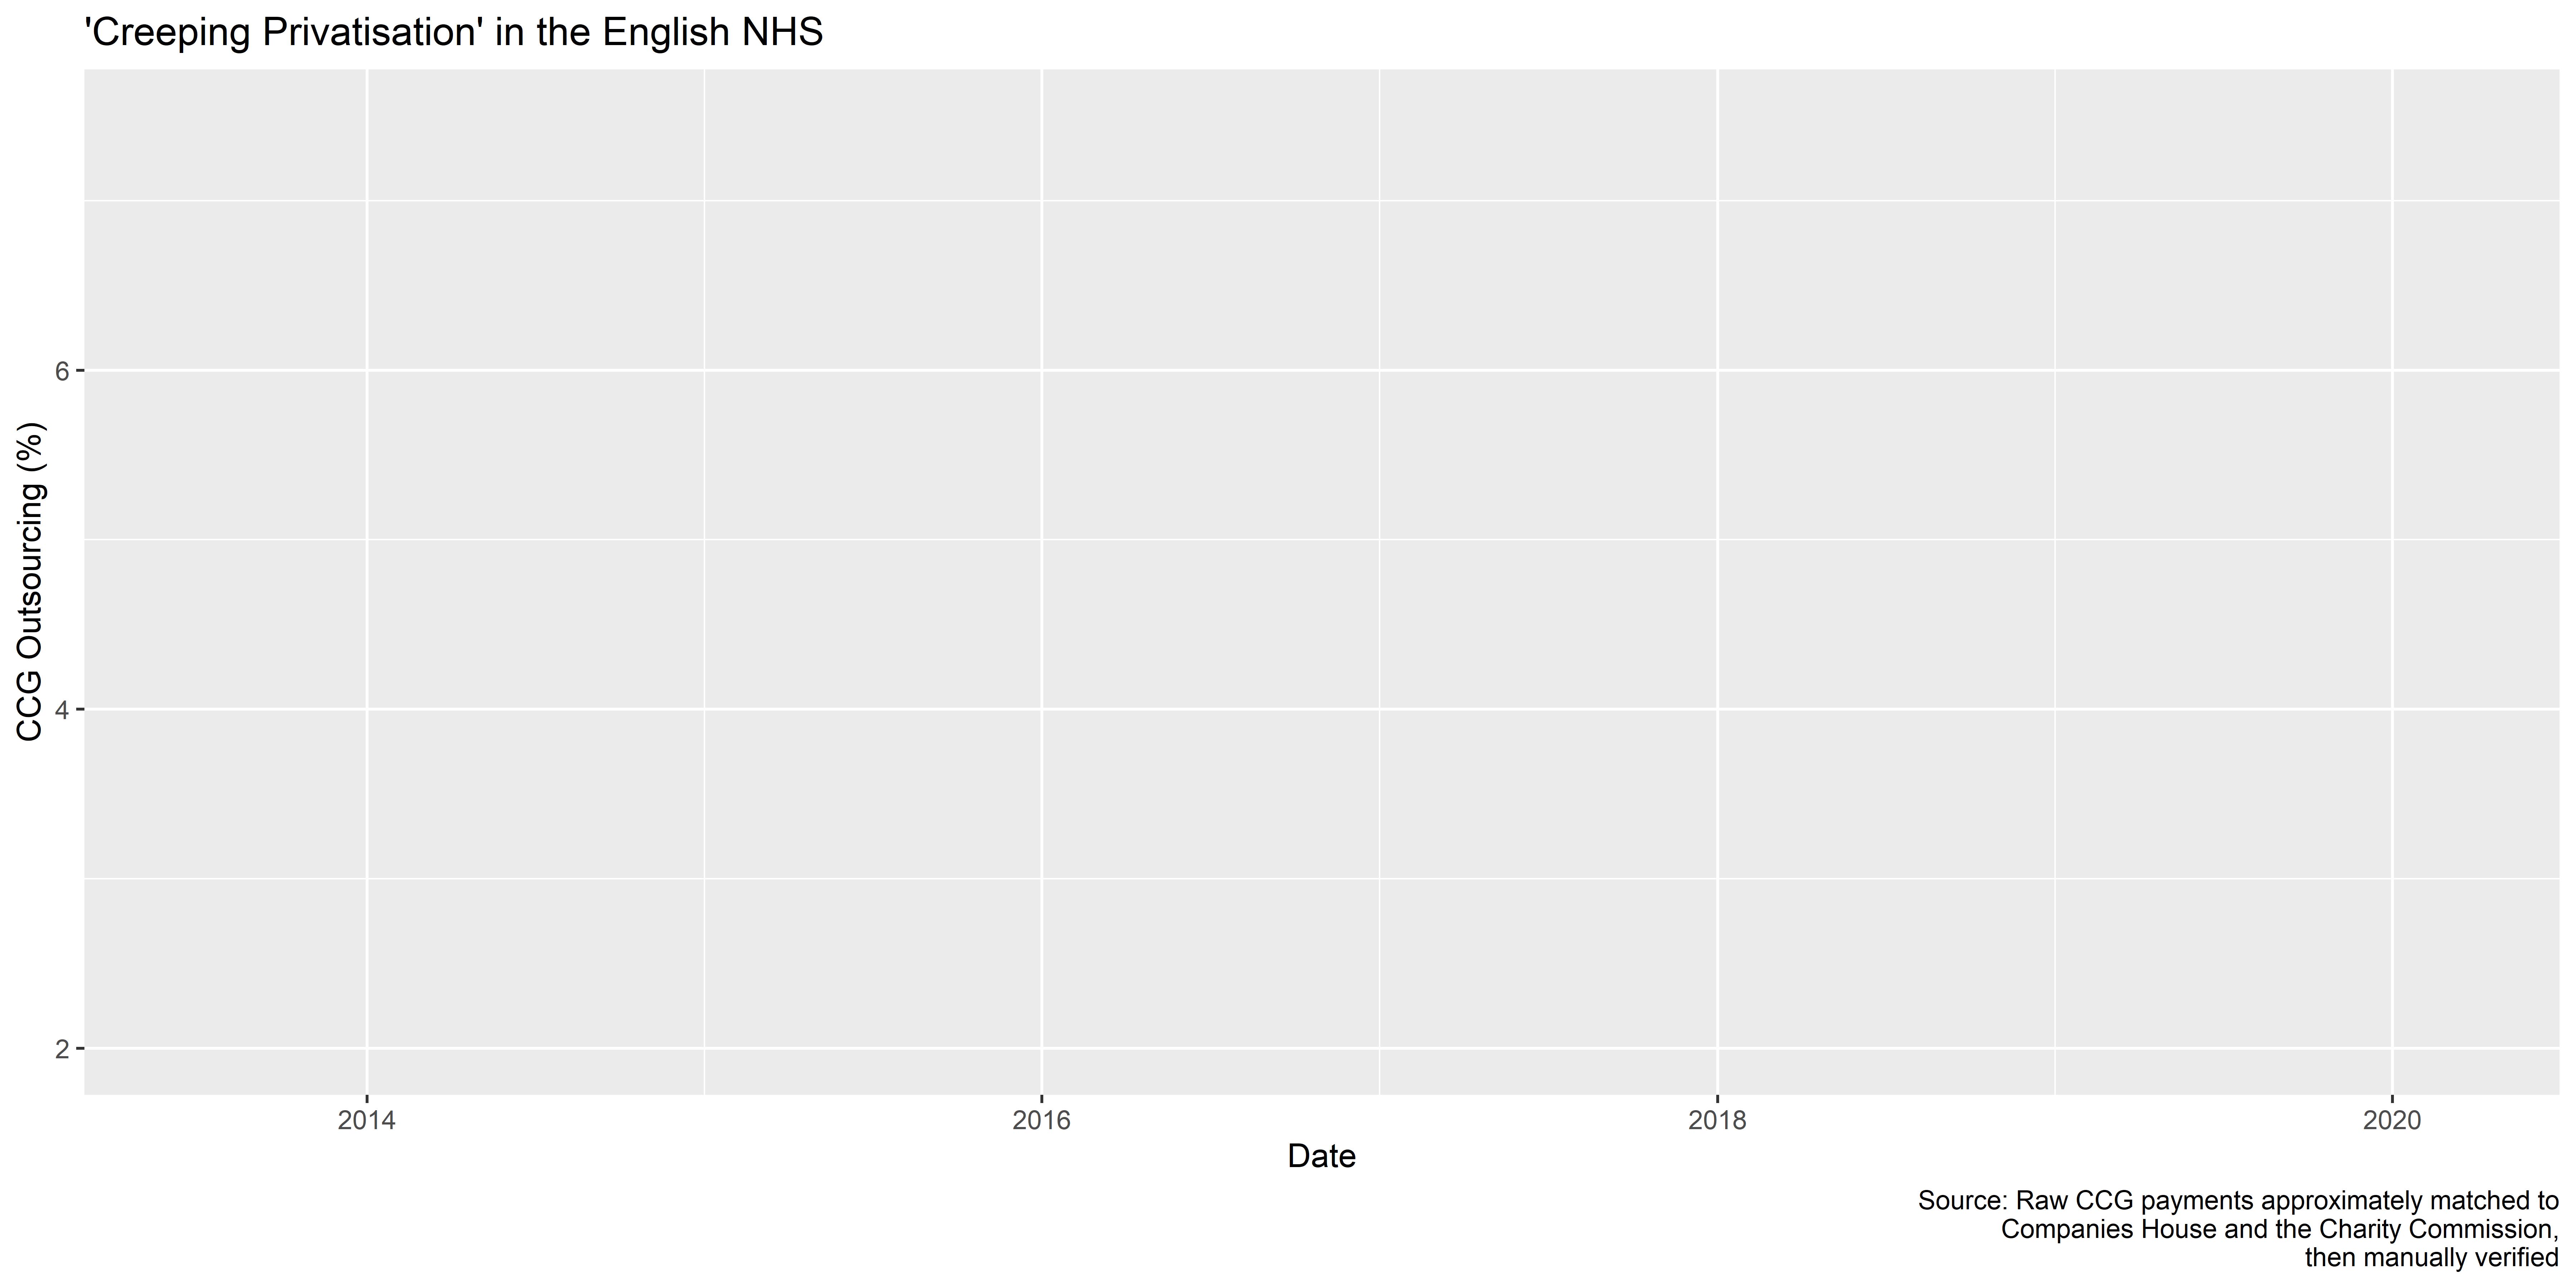 'Creeping Privatisation' in the English NHS
CCG Outsourcing (%)
6
4
2
2014
2016
2018
2020
Date
Source: Raw CCG payments approximately matched to
Companies House and the Charity Commission,
then manually verified